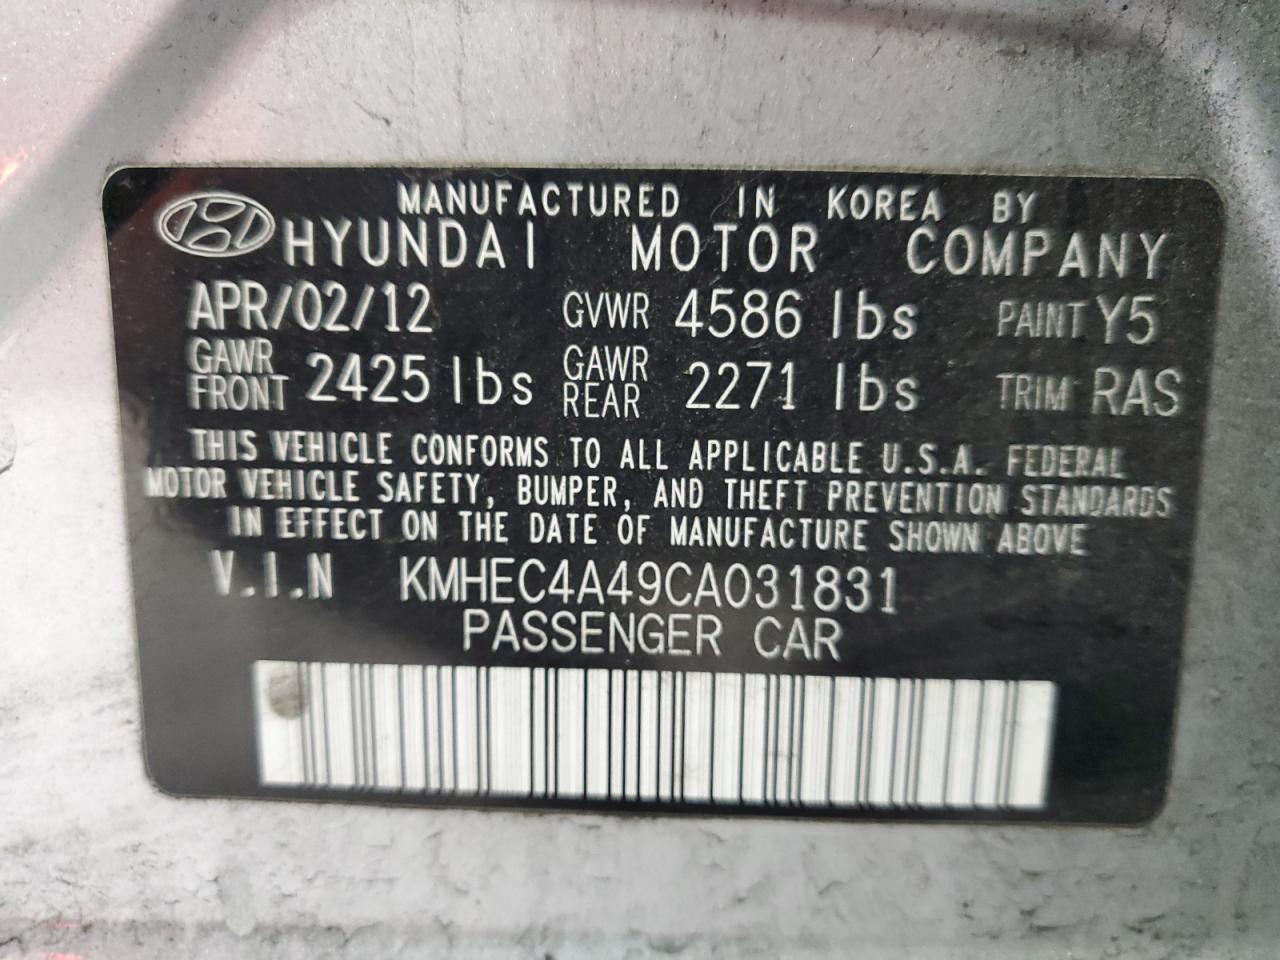 MANUFACTURED IN KOREA BY
HYUNDAI MOTOR COMPANY
APR/02/12 GVWR 4586 lbs PAINT Y5
GAWR FRONT 2425 lbs GAWR REAR 2271 lbs TRIM RAS
THIS VEHICLE CONFORMS TO ALL APPLICABLE U.S.A. FEDERAL
MOTOR VEHICLE SAFETY, BUMPER, AND THEFT PREVENTION STANDARDS
IN EFFECT ON THE DATE OF MANUFACTURE SHOWN ABOVE
V.I.N KMHEC4A49CA031831
PASSENGER CAR